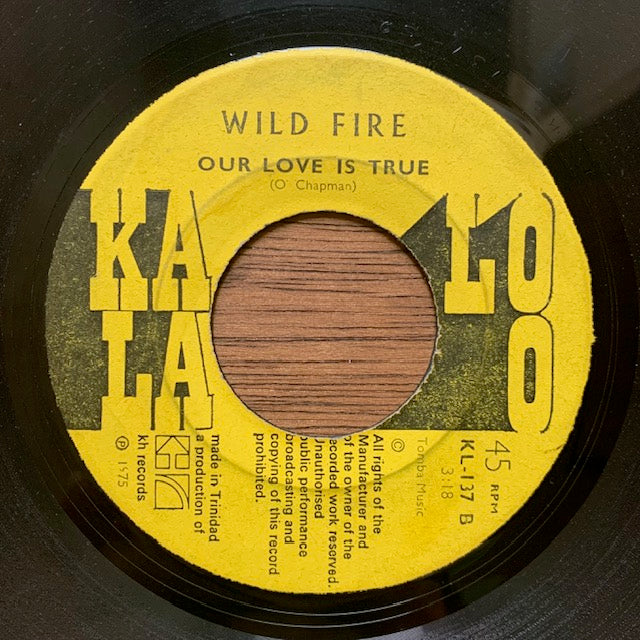 WILD FIRE
OUR LOVE IS TRUE
(O Chapman)
KA LOO
LA
45 RPM
KL-137 B
3:18
Tomba Music
©
All rights of the
Manufacturer and
of the owner of the
recorded work reserved.
Unauthorised
public performance
broadcasting and
copying of this record
prohibited.
KH
made in Trinidad
a production of
kh records
℗ 1975